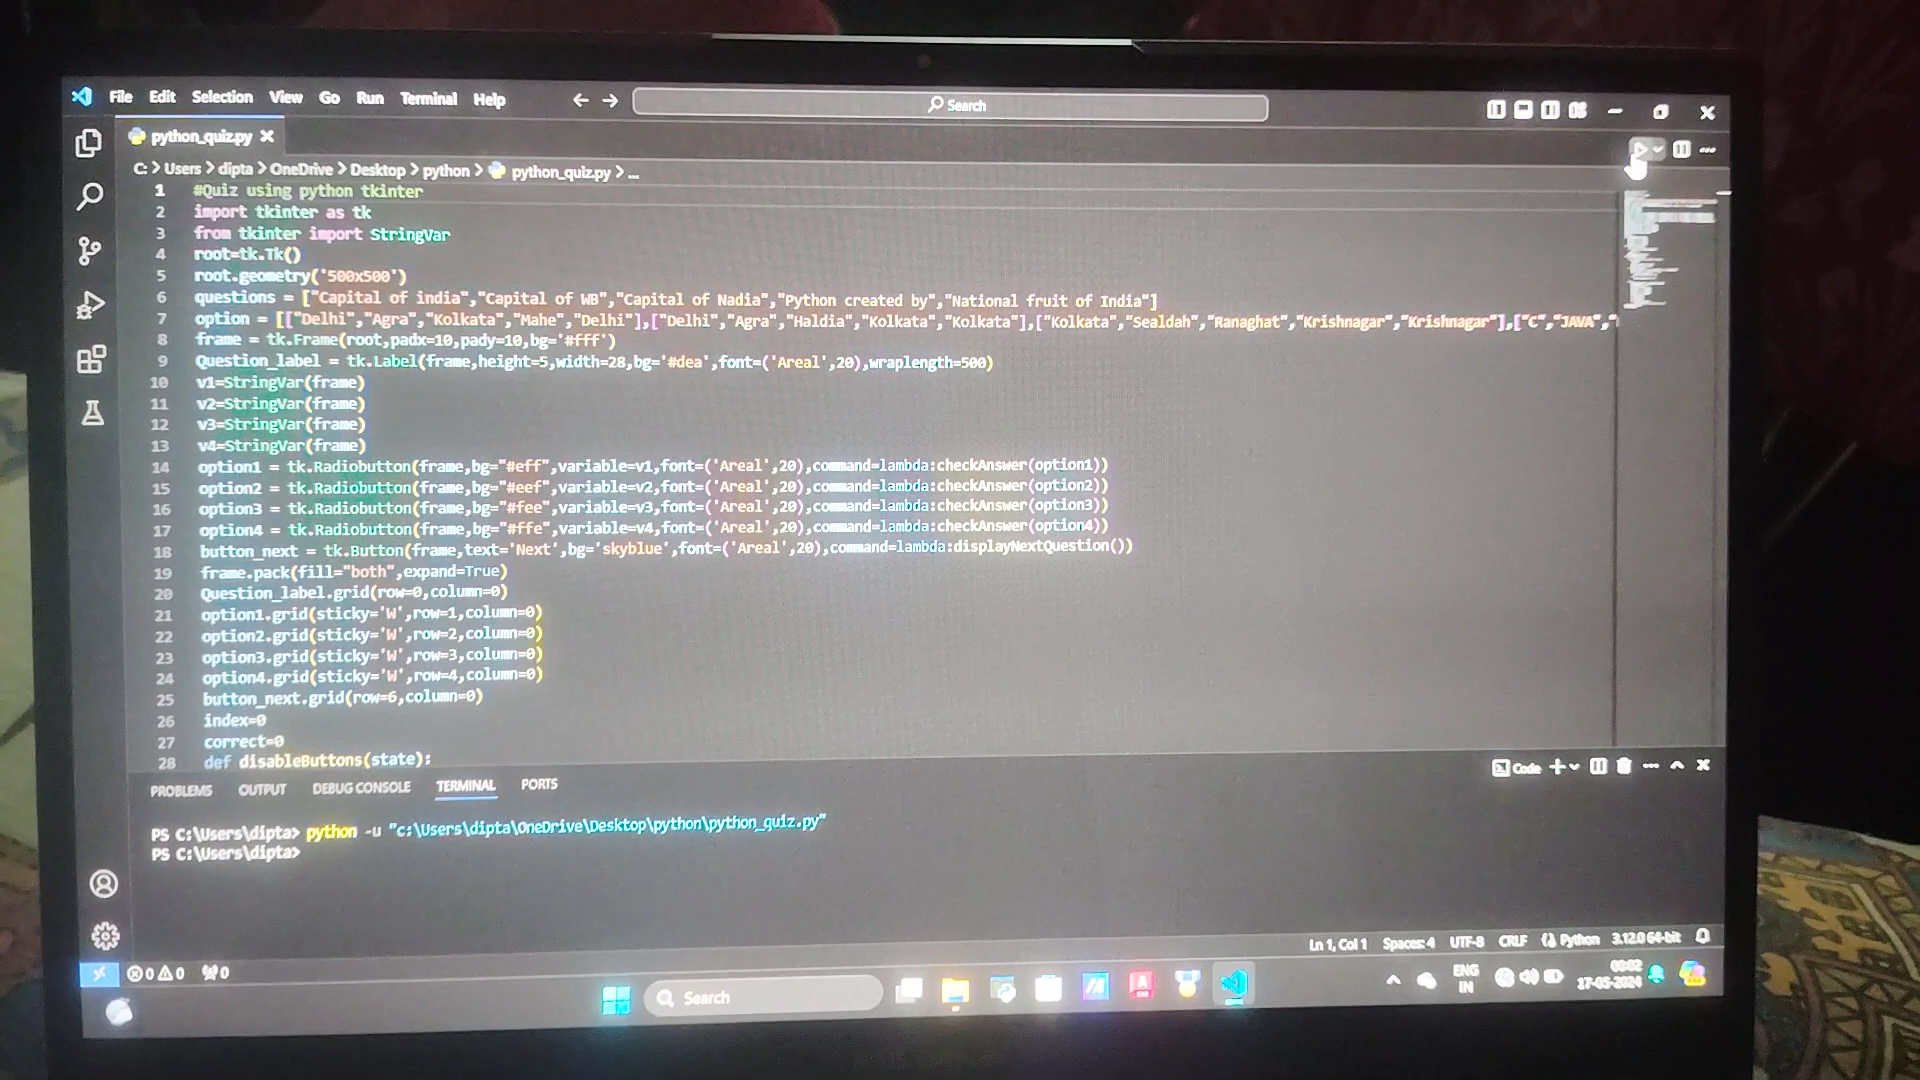 File Edit Selection View Go Run Terminal Help
Search
python_quiz.py
C: > Users > dipta > OneDrive > Desktop > python > python_quiz.py > ...
1 #Quiz using python tkinter
2 import tkinter as tk
3 from tkinter import StringVar
4 root=tk.Tk()
5 root.geometry('500x500')
6 questions = ["Capital of india","Capital of WB","Capital of Nadia","Python created by","National fruit of India"]
7 option = [["Delhi","Agra","Kolkata","Mahe","Delhi"],["Delhi","Agra","Haldia","Kolkata","Kolkata"],["Kolkata","Sealdah","Ranaghat","Krishnagar","Krishnagar"],["C","JAVA","
8 frame = tk.Frame(root,padx=10,pady=10,bg='#fff')
9 Question_label = tk.Label(frame,height=5,width=28,bg='#dea',font=('Areal',20),wraplength=500)
10 v1=StringVar(frame)
11 v2=StringVar(frame)
12 v3=StringVar(frame)
13 v4=StringVar(frame)
14 option1 = tk.Radiobutton(frame,bg="#eff",variable=v1,font=('Areal',20),command=lambda:checkAnswer(option1))
15 option2 = tk.Radiobutton(frame,bg="#eef",variable=v2,font=('Areal',20),command=lambda:checkAnswer(option2))
16 option3 = tk.Radiobutton(frame,bg="#fee",variable=v3,font=('Areal',20),command=lambda:checkAnswer(option3))
17 option4 = tk.Radiobutton(frame,bg="#ffe",variable=v4,font=('Areal',20),command=lambda:checkAnswer(option4))
18 button_next = tk.Button(frame,text='Next',bg='skyblue',font=('Areal',20),command=lambda:displayNextQuestion())
19 frame.pack(fill="both",expand=True)
20 Question_label.grid(row=0,column=0)
21 option1.grid(sticky='W',row=1,column=0)
22 option2.grid(sticky='W',row=2,column=0)
23 option3.grid(sticky='W',row=3,column=0)
24 option4.grid(sticky='W',row=4,column=0)
25 button_next.grid(row=6,column=0)
26 index=0
27 correct=0
28 def disableButtons(state):
PROBLEMS OUTPUT DEBUG CONSOLE TERMINAL PORTS
Code
PS C:\Users\dipta> python -u "c:\Users\dipta\OneDrive\Desktop\python\python_quiz.py"
PS C:\Users\dipta>
Ln 1, Col 1 Spaces: 4 UTF-8 CRLF Python 3.12.0 64-bit
0 0 0
Search
ENG
IN
17-05-2024